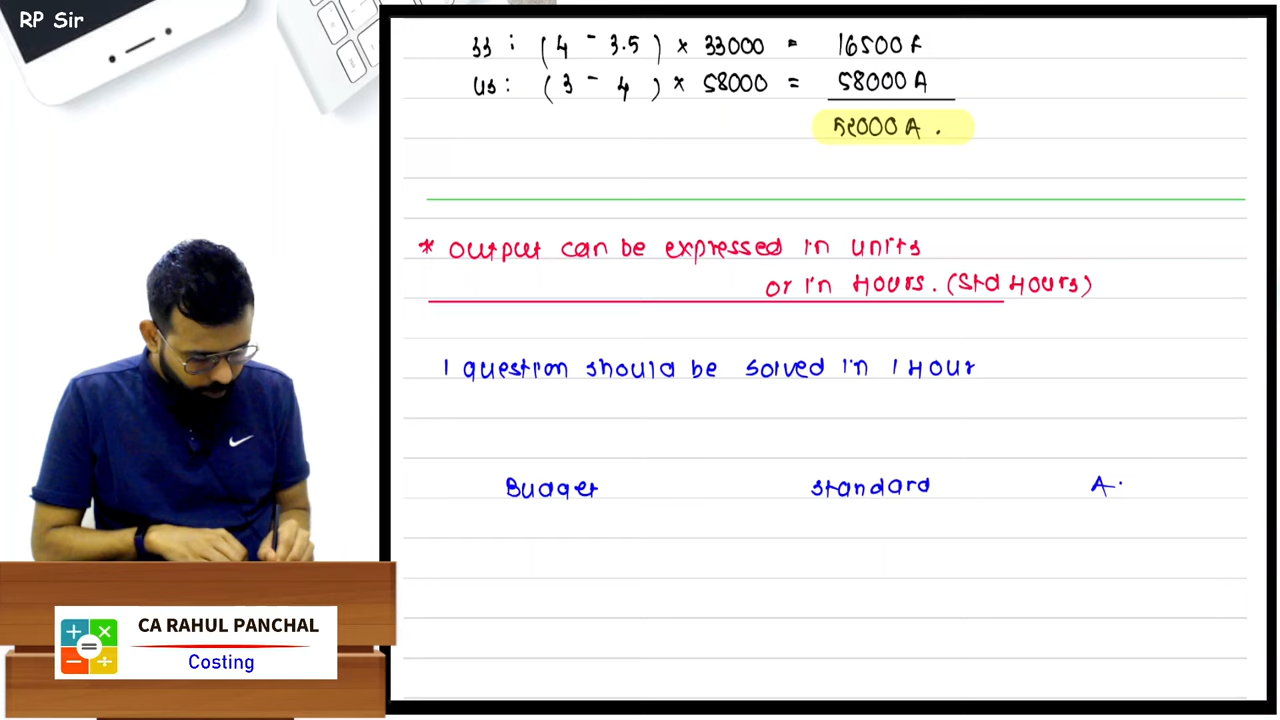 RP Sir
SS : (4 - 3.5) × 33000 = 16500 F
US : (3 - 4) × 58000 = 58000 A
A .
* Output can be expressed in units
or in Hours. (Std Hours)
1 question should be solved in 1 Hour
Budget standard A.
CA RAHUL PANCHAL
Costing